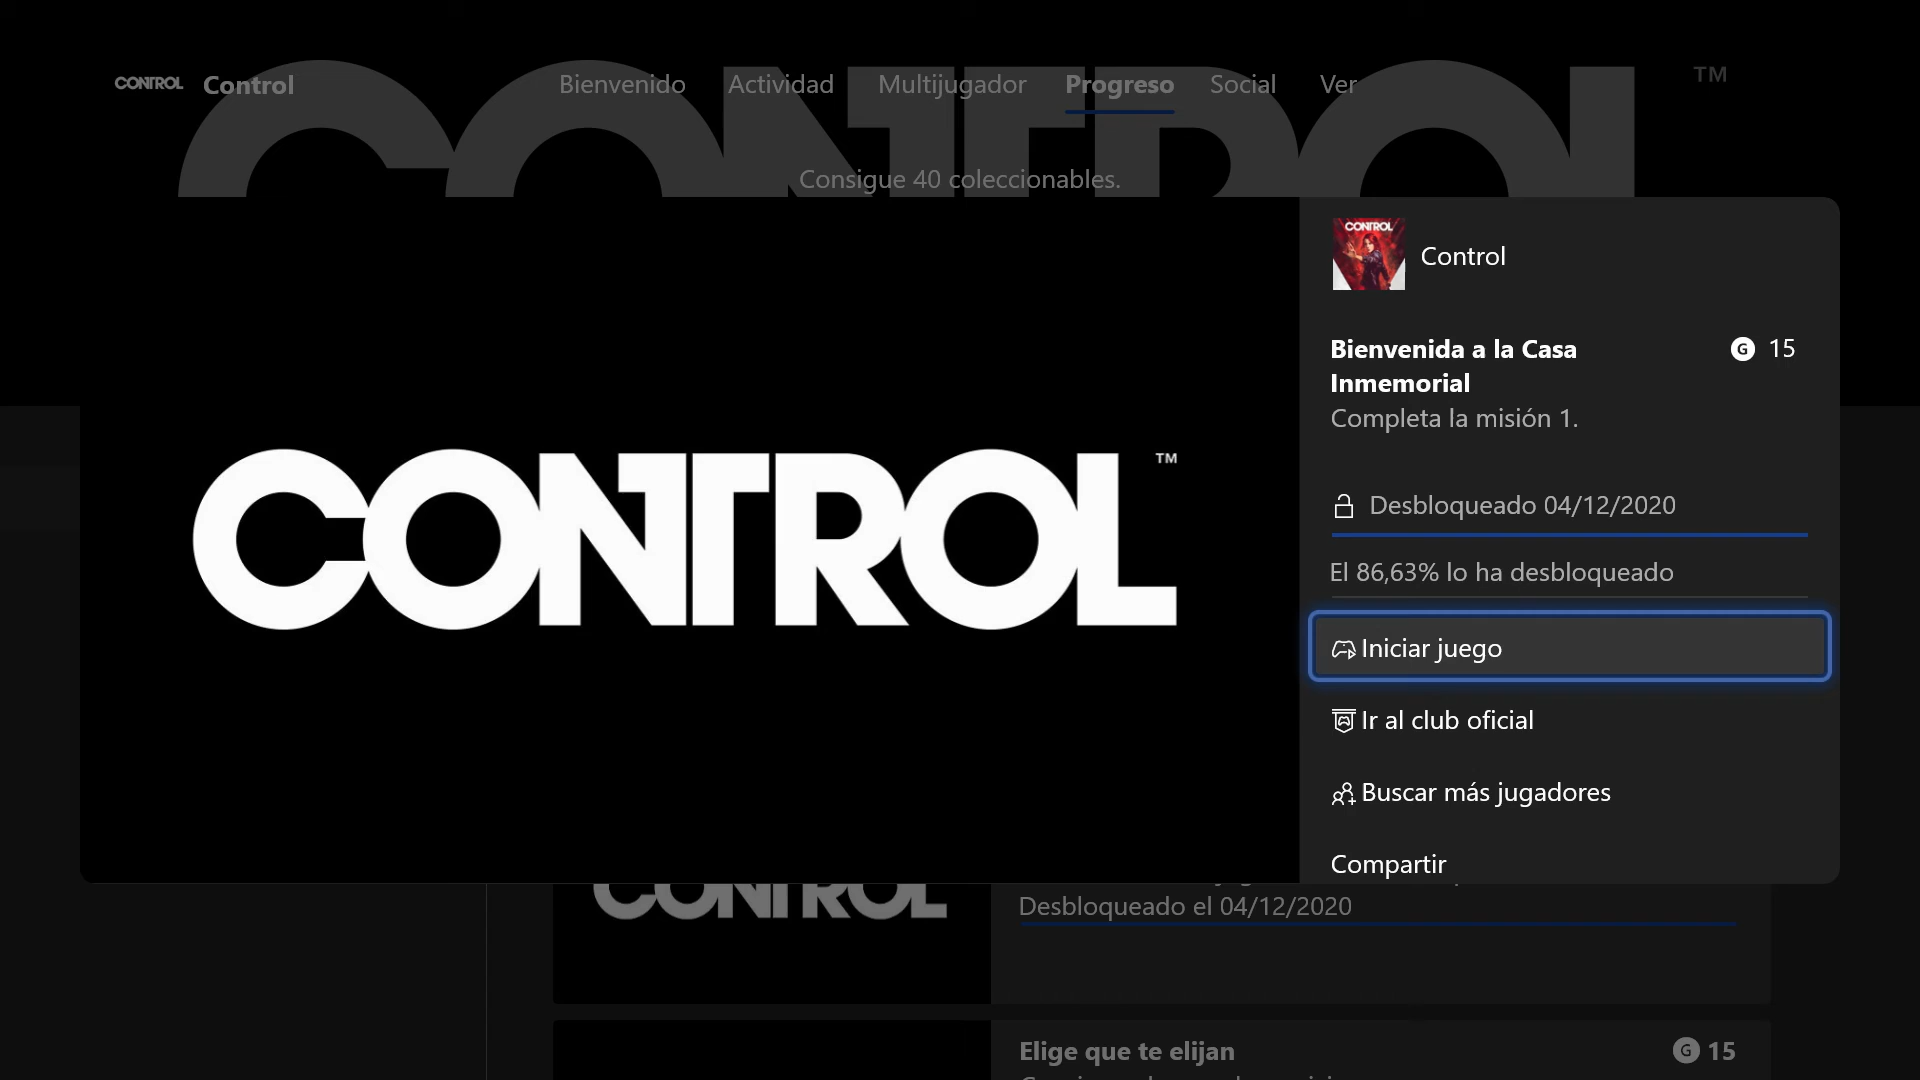 CONTROL Control Bienvenido Actividad Multijugador Progreso Social Ver
CONTROL ™
Consigue 40 coleccionables.
CONTROL
Control
Bienvenida a la Casa
Inmemorial
G 15
Completa la misión 1.
Desbloqueado 04/12/2020
El 86,63% lo ha desbloqueado
CONTROL™
Iniciar juego
Ir al club oficial
Buscar más jugadores
Compartir
CONTROL
Desbloqueado el 04/12/2020
Elige que te elijan
G 15